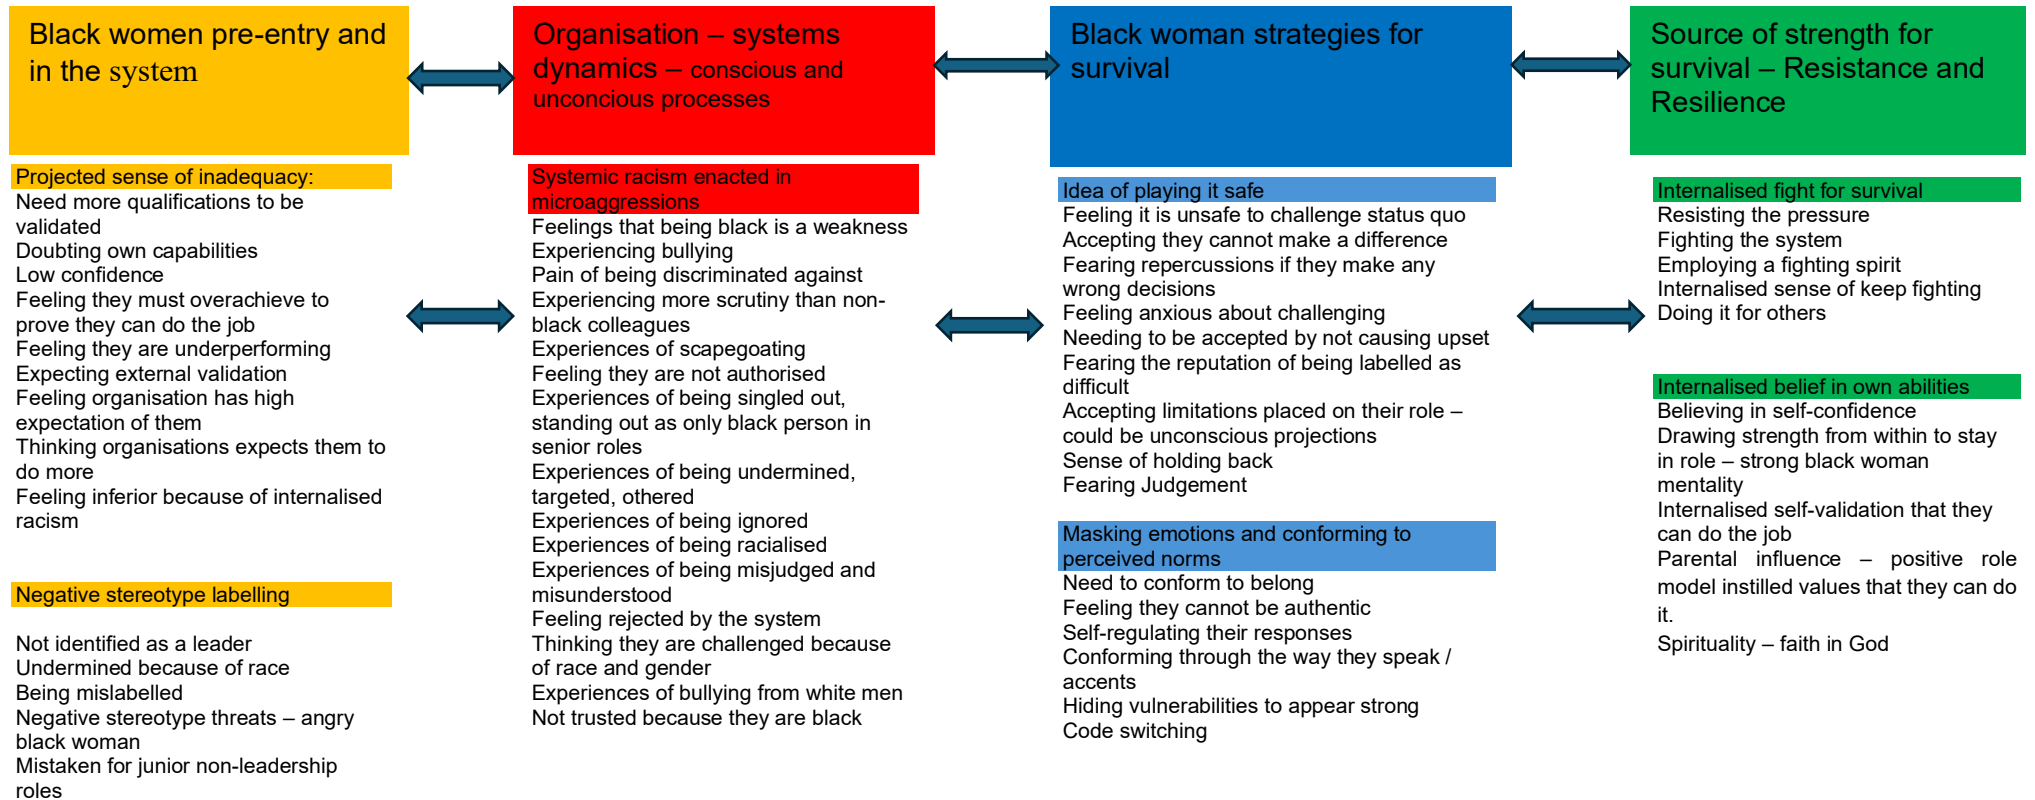 Black women pre-entry and
in the system
Organisation – systems
dynamics – conscious and
unconcious processes
Black woman strategies for
survival
Source of strength for
survival – Resistance and
Resilience
Projected sense of inadequacy:
Need more qualifications to be
validated
Doubting own capabilities
Low confidence
Feeling they must overachieve to
prove they can do the job
Feeling they are underperforming
Expecting external validation
Feeling organisation has high
expectation of them
Thinking organisations expects them to
do more
Feeling inferior because of internalised
racism
Negative stereotype labelling
Not identified as a leader
Undermined because of race
Being mislabelled
Negative stereotype threats – angry
black woman
Mistaken for junior non-leadership
roles
Systemic racism enacted in
microaggressions
Feelings that being black is a weakness
Experiencing bullying
Pain of being discriminated against
Experiencing more scrutiny than non-
black colleagues
Experiences of scapegoating
Feeling they are not authorised
Experiences of being singled out,
standing out as only black person in
senior roles
Experiences of being undermined,
targeted, othered
Experiences of being ignored
Experiences of being racialised
Experiences of being misjudged and
misunderstood
Feeling rejected by the system
Thinking they are challenged because
of race and gender
Experiences of bullying from white men
Not trusted because they are black
Idea of playing it safe
Feeling it is unsafe to challenge status quo
Accepting they cannot make a difference
Fearing repercussions if they make any
wrong decisions
Feeling anxious about challenging
Needing to be accepted by not causing upset
Fearing the reputation of being labelled as
difficult
Accepting limitations placed on their role –
could be unconscious projections
Sense of holding back
Fearing Judgement
Masking emotions and conforming to
perceived norms
Need to conform to belong
Feeling they cannot be authentic
Self-regulating their responses
Conforming through the way they speak /
accents
Hiding vulnerabilities to appear strong
Code switching
Internalised fight for survival
Resisting the pressure
Fighting the system
Employing a fighting spirit
Internalised sense of keep fighting
Doing it for others
Internalised belief in own abilities
Believing in self-confidence
Drawing strength from within to stay
in role – strong black woman
mentality
Internalised self-validation that they
can do the job
Parental influence – positive role
model instilled values that they can do
it.
Spirituality – faith in God